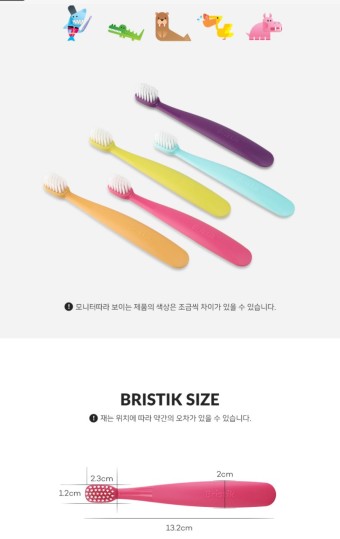 ! 모니터따라 보이는 제품의 색상은 조금씩 차이가 있을 수 있습니다.
BRISTIK SIZE
! 재는 위치에 따라 약간의 오차가 있을 수 있습니다.
2cm
2.3cm
1.2cm
13.2cm